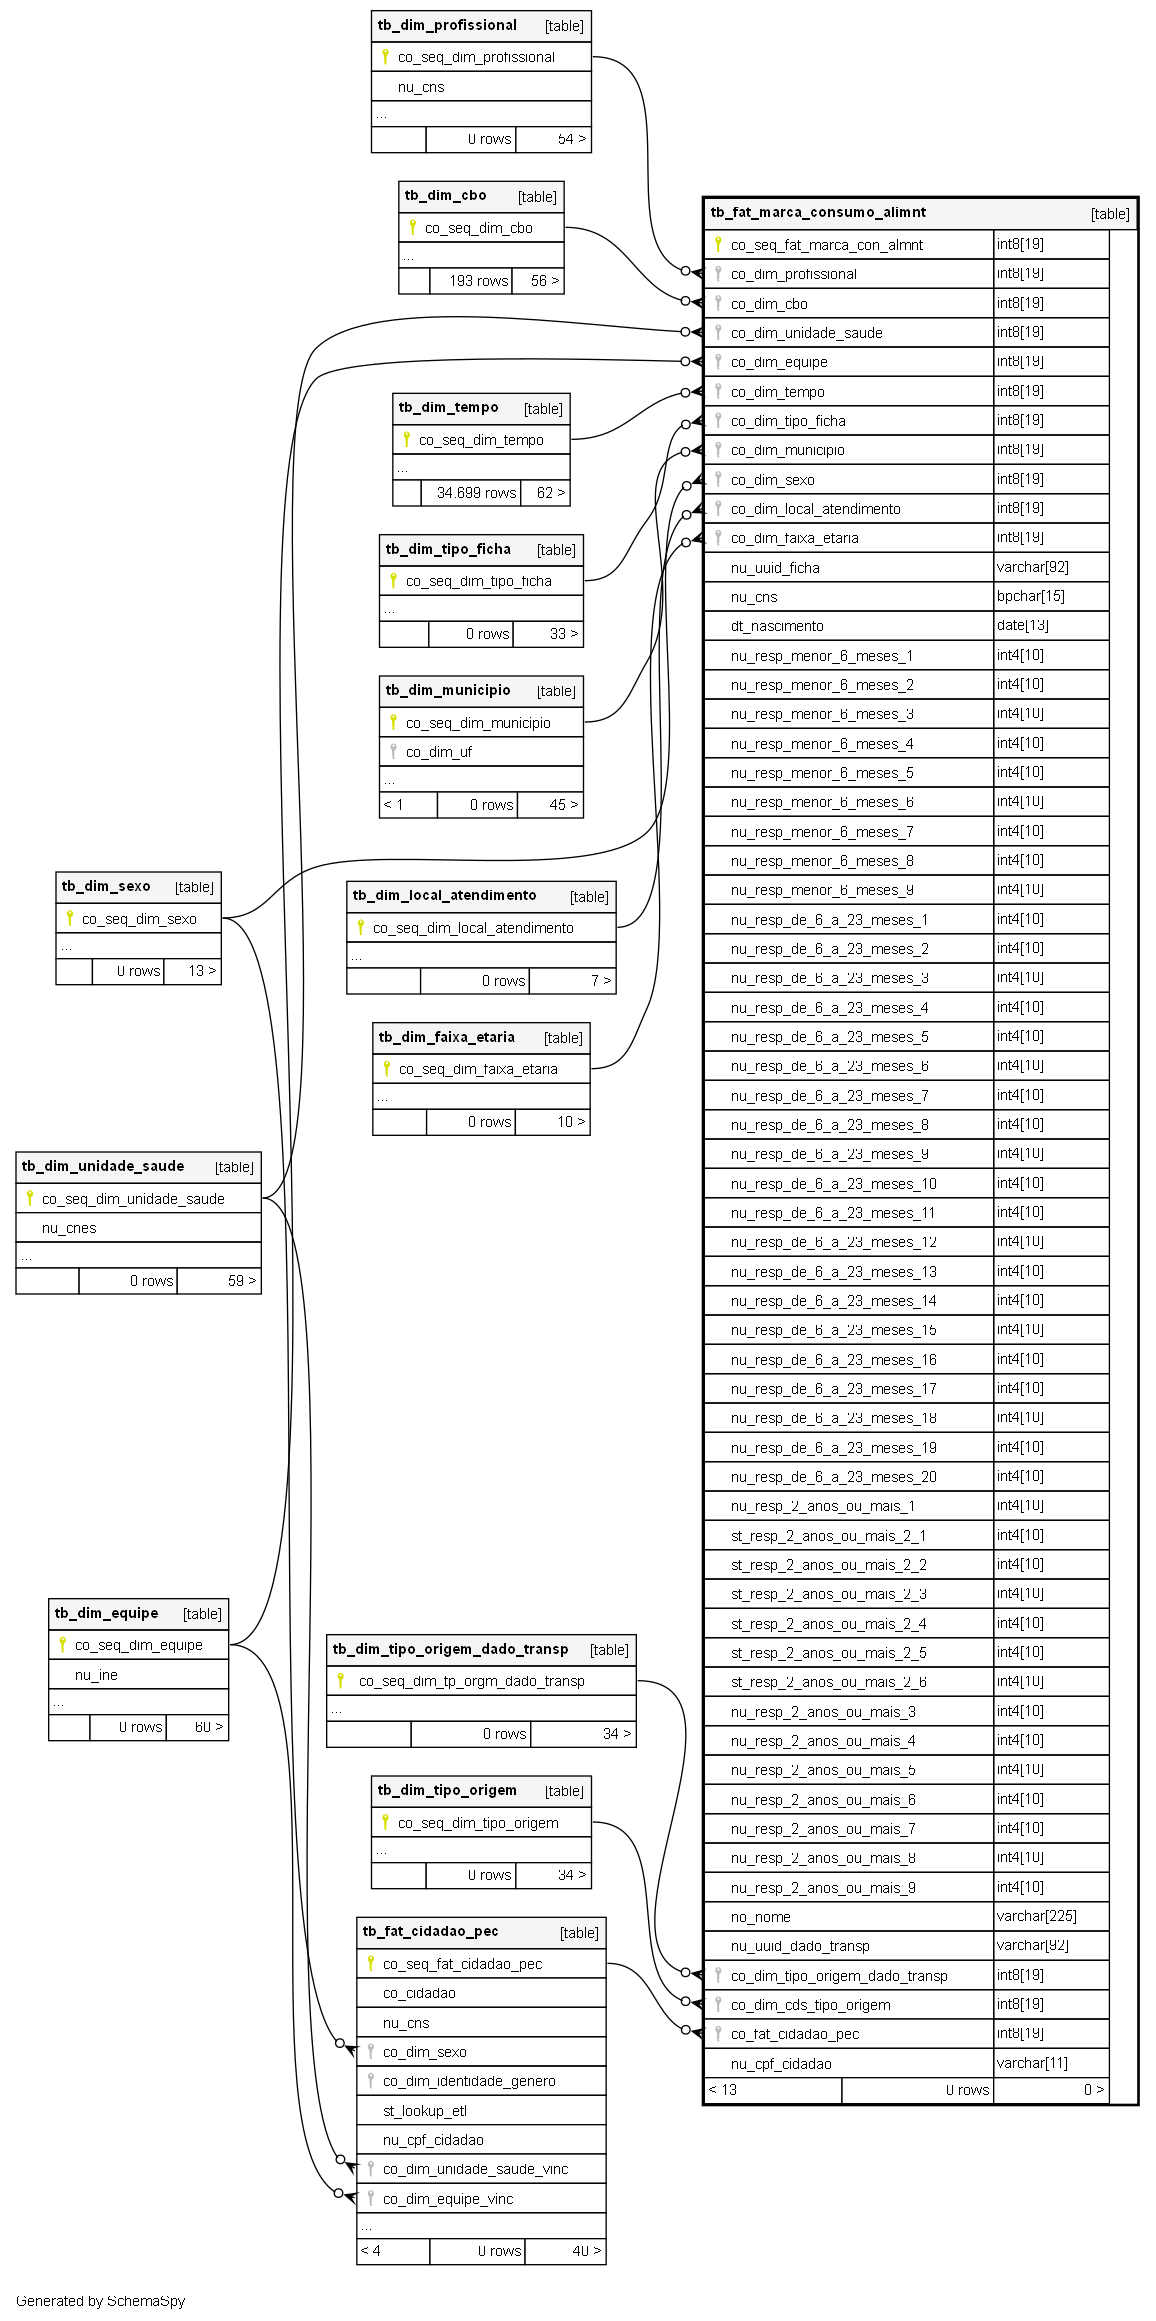 tb_dim_profissional [table]
co_seq_dim_profissional
nu_cns
...
0 rows 54 >
tb_dim_cbo [table]
co_seq_dim_cbo
...
193 rows 56 >
tb_dim_tempo [table]
co_seq_dim_tempo
...
34.699 rows 62 >
tb_dim_tipo_ficha [table]
co_seq_dim_tipo_ficha
...
0 rows 33 >
tb_dim_municipio [table]
co_seq_dim_municipio
co_dim_uf
...
< 1 0 rows 45 >
tb_dim_sexo [table]
co_seq_dim_sexo
...
0 rows 13 >
tb_dim_local_atendimento [table]
co_seq_dim_local_atendimento
...
0 rows 7 >
tb_dim_faixa_etaria [table]
co_seq_dim_faixa_etaria
...
0 rows 10 >
tb_dim_unidade_saude [table]
co_seq_dim_unidade_saude
nu_cnes
...
0 rows 59 >
tb_dim_equipe [table]
co_seq_dim_equipe
nu_ine
...
0 rows 60 >
tb_dim_tipo_origem_dado_transp [table]
co_seq_dim_tp_orgm_dado_transp
...
0 rows 34 >
tb_dim_tipo_origem [table]
co_seq_dim_tipo_origem
...
0 rows 34 >
tb_fat_cidadao_pec [table]
co_seq_fat_cidadao_pec
co_cidadao
nu_cns
co_dim_sexo
co_dim_identidade_genero
st_lookup_etl
nu_cpf_cidadao
co_dim_unidade_saude_vinc
co_dim_equipe_vinc
...
< 4 0 rows 40 >
tb_fat_marca_consumo_alimnt [table]
co_seq_fat_marca_con_almnt int8[19]
co_dim_profissional int8[19]
co_dim_cbo int8[19]
co_dim_unidade_saude int8[19]
co_dim_equipe int8[19]
co_dim_tempo int8[19]
co_dim_tipo_ficha int8[19]
co_dim_municipio int8[19]
co_dim_sexo int8[19]
co_dim_local_atendimento int8[19]
co_dim_faixa_etaria int8[19]
nu_uuid_ficha varchar[92]
nu_cns bpchar[15]
dt_nascimento date[13]
nu_resp_menor_6_meses_1 int4[10]
nu_resp_menor_6_meses_2 int4[10]
nu_resp_menor_6_meses_3 int4[10]
nu_resp_menor_6_meses_4 int4[10]
nu_resp_menor_6_meses_5 int4[10]
nu_resp_menor_6_meses_6 int4[10]
nu_resp_menor_6_meses_7 int4[10]
nu_resp_menor_6_meses_8 int4[10]
nu_resp_menor_6_meses_9 int4[10]
nu_resp_de_6_a_23_meses_1 int4[10]
nu_resp_de_6_a_23_meses_2 int4[10]
nu_resp_de_6_a_23_meses_3 int4[10]
nu_resp_de_6_a_23_meses_4 int4[10]
nu_resp_de_6_a_23_meses_5 int4[10]
nu_resp_de_6_a_23_meses_6 int4[10]
nu_resp_de_6_a_23_meses_7 int4[10]
nu_resp_de_6_a_23_meses_8 int4[10]
nu_resp_de_6_a_23_meses_9 int4[10]
nu_resp_de_6_a_23_meses_10 int4[10]
nu_resp_de_6_a_23_meses_11 int4[10]
nu_resp_de_6_a_23_meses_12 int4[10]
nu_resp_de_6_a_23_meses_13 int4[10]
nu_resp_de_6_a_23_meses_14 int4[10]
nu_resp_de_6_a_23_meses_15 int4[10]
nu_resp_de_6_a_23_meses_16 int4[10]
nu_resp_de_6_a_23_meses_17 int4[10]
nu_resp_de_6_a_23_meses_18 int4[10]
nu_resp_de_6_a_23_meses_19 int4[10]
nu_resp_de_6_a_23_meses_20 int4[10]
nu_resp_2_anos_ou_mais_1 int4[10]
st_resp_2_anos_ou_mais_2_1 int4[10]
st_resp_2_anos_ou_mais_2_2 int4[10]
st_resp_2_anos_ou_mais_2_3 int4[10]
st_resp_2_anos_ou_mais_2_4 int4[10]
st_resp_2_anos_ou_mais_2_5 int4[10]
st_resp_2_anos_ou_mais_2_6 int4[10]
nu_resp_2_anos_ou_mais_3 int4[10]
nu_resp_2_anos_ou_mais_4 int4[10]
nu_resp_2_anos_ou_mais_5 int4[10]
nu_resp_2_anos_ou_mais_6 int4[10]
nu_resp_2_anos_ou_mais_7 int4[10]
nu_resp_2_anos_ou_mais_8 int4[10]
nu_resp_2_anos_ou_mais_9 int4[10]
no_nome varchar[225]
nu_uuid_dado_transp varchar[92]
co_dim_tipo_origem_dado_transp int8[19]
co_dim_cds_tipo_origem int8[19]
co_fat_cidadao_pec int8[19]
nu_cpf_cidadao varchar[11]
< 13 0 rows 0 >
Generated by SchemaSpy